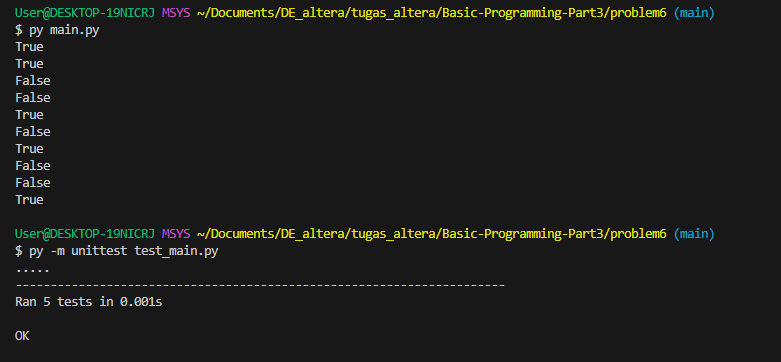 User@DESKTOP-19NICRJ MSYS ~/Documents/DE_altera/tugas_altera/Basic-Programming-Part3/problem6 (main)
$ py main.py
True
True
False
False
True
False
True
False
False
True
User@DESKTOP-19NICRJ MSYS ~/Documents/DE_altera/tugas_altera/Basic-Programming-Part3/problem6 (main)
$ py -m unittest test_main.py
.....
----------------------------------------------------------------------
Ran 5 tests in 0.001s
OK